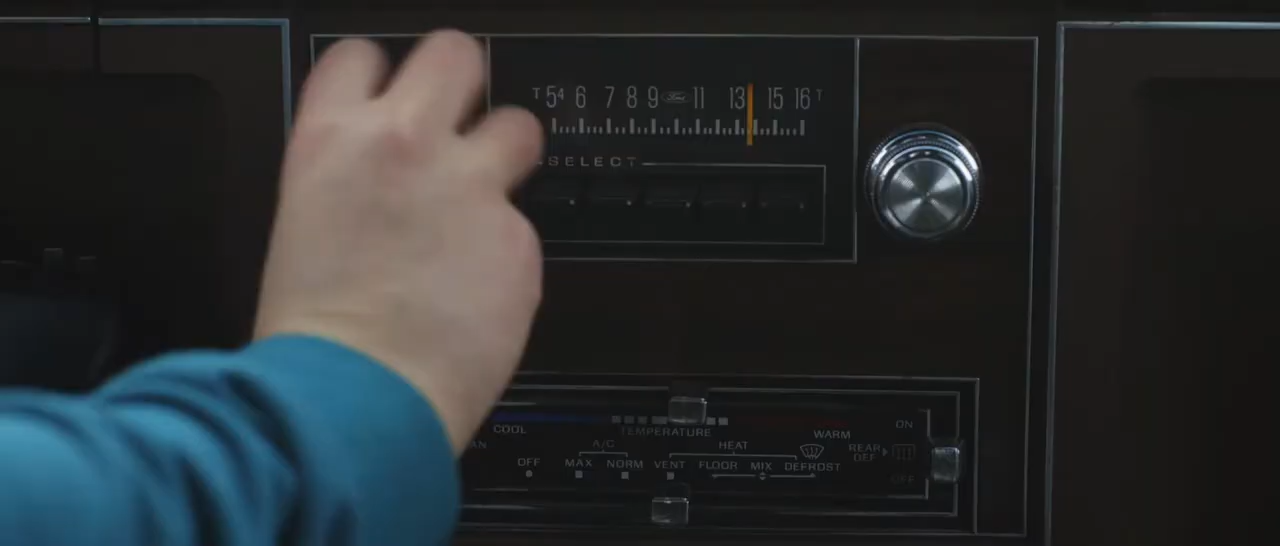 T 54 6 7 8 9 Ford 11 13 15 16 T
SELECT
COOL TEMPERATURE WARM
ON
A/C HEAT
REAR DEF
OFF MAX NORM VENT FLOOR MIX DEFROST
OFF